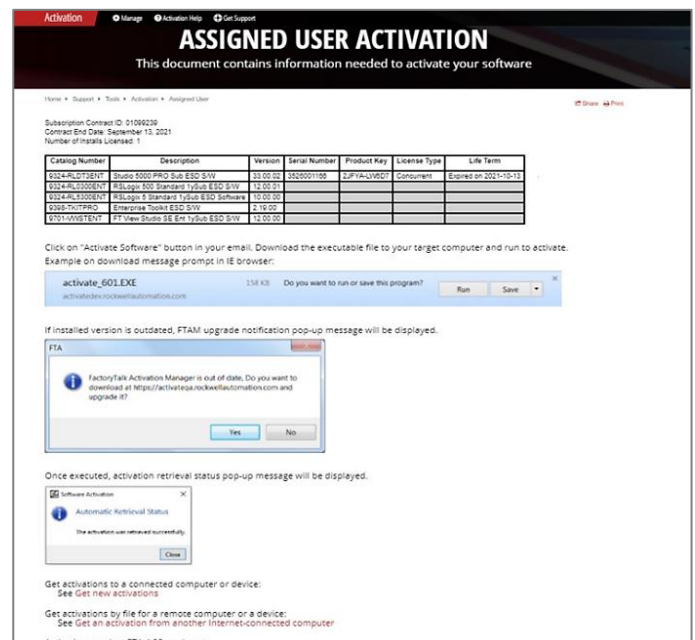 Activation Manage Activation Help Get Support
ASSIGNED USER ACTIVATION
This document contains information needed to activate your software
Home Support Tools Activation Assigned User
Share Print
Subscription Contract ID: 01099239
Contract End Date: September 13, 2021
Number of Installs Licensed: 1
Catalog Number Description Version Serial Number Product Key License Type Life Term
9324-RLDT3ENT Studio 5000 PRO Sub ESD S/W 33.00.02 3526001166 2JFYA-LW6D7 Concurrent Expired on 2021-10-13
9324-RL0300ENT RSLogix 500 Standard 1ySub ESD S/W 12.00.01
9324-RL5300ENT RSLogix 5 Standard 1ySub ESD Software 10.00.00
9398-TKITPRO Enterprise Toolkit ESD S/W 2.19.00
9701-VWSTENT FT View Studio SE Ent 1ySub ESD S/W 12.00.00
Click on "Activate Software" button in your email. Download the executable file to your target computer and run to activate.
Example on download message prompt in IE browser:
activate_601.EXE 158 KB Do you want to run or save this program? Run Save
activatedev.rockwellautomation.com
If installed version is outdated, FTAM upgrade notification pop-up message will be displayed.
FTA
FactoryTalk Activation Manager is out of date, Do you want to
download at https://activateqa.rockwellautomation.com and
upgrade it?
Yes No
Once executed, activation retrieval status pop-up message will be displayed.
Software Activation
Automatic Retrieval Status
The activation was retrieved successfully.
Close
Get activations to a connected computer or device:
See Get new activations
Get activations by file for a remote computer or a device:
See Get an activation from another Internet-connected computer